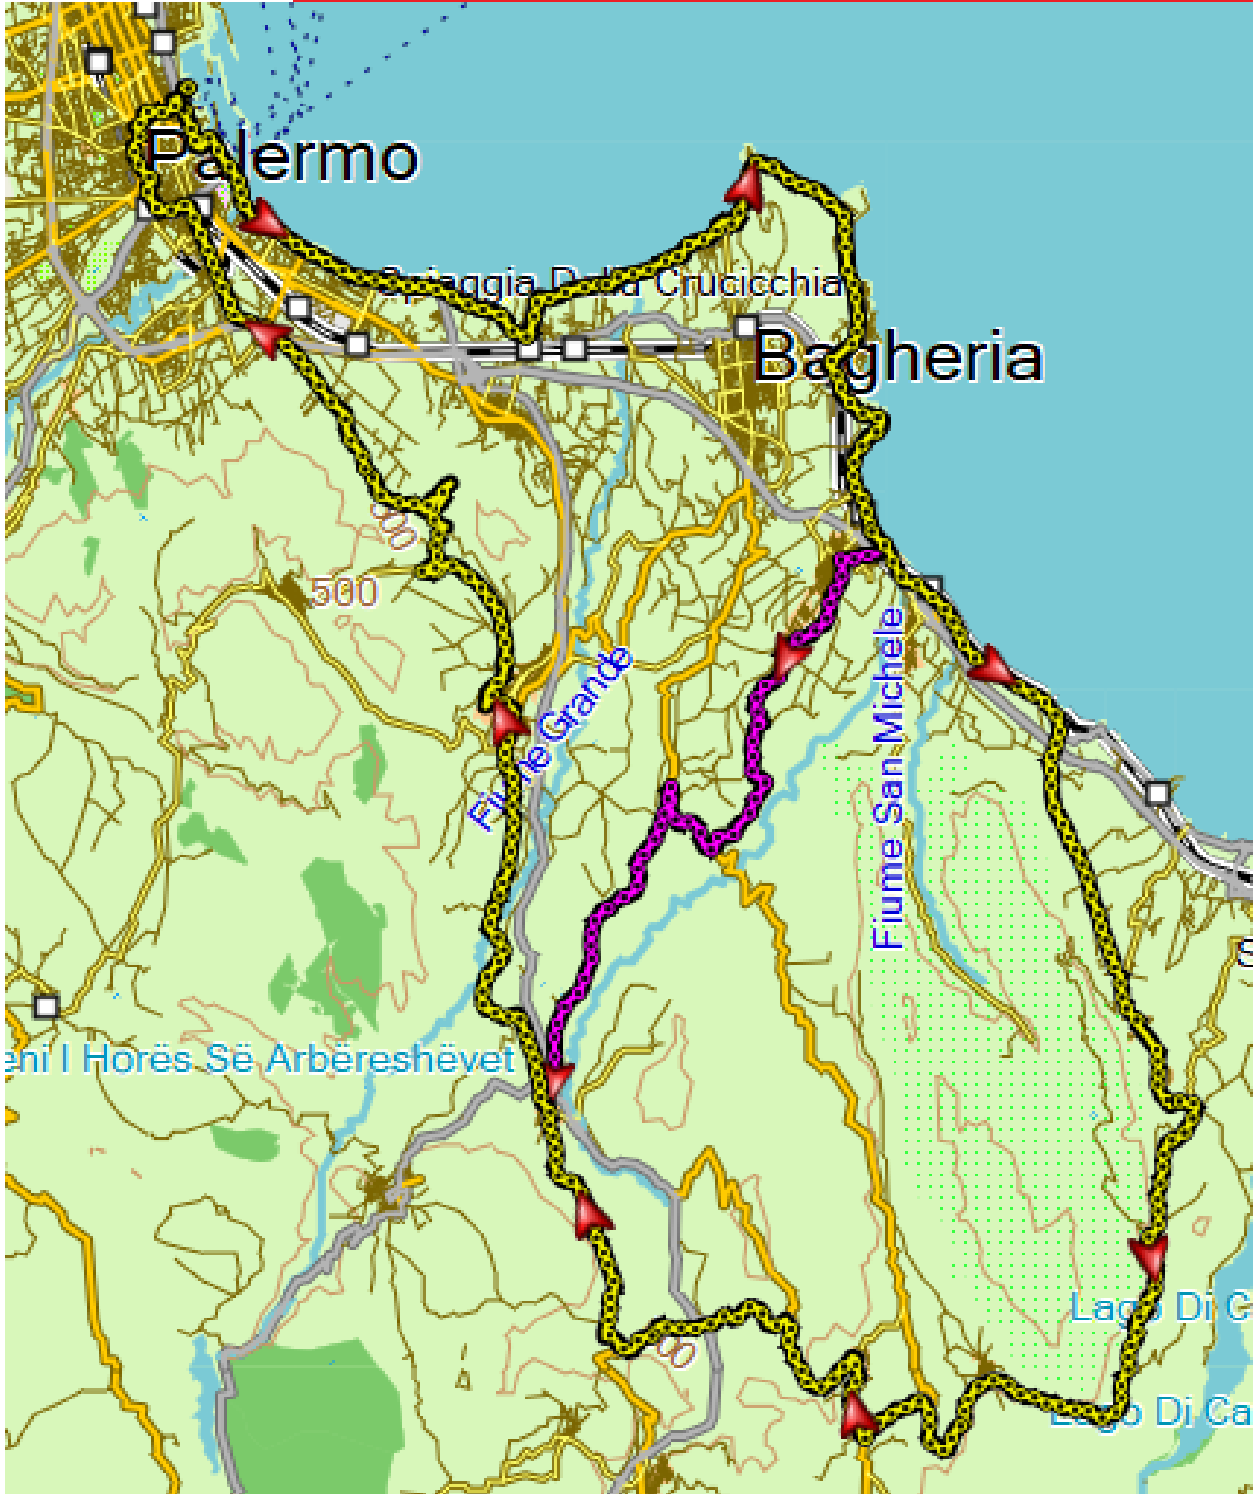 Palermo
Spiaggia Della Crucicchia
Bagheria
500
Fiume Grande
Fiume San Michele
eni I Horës Së Arbëreshëvet
Lago Di C
Lago Di Ca